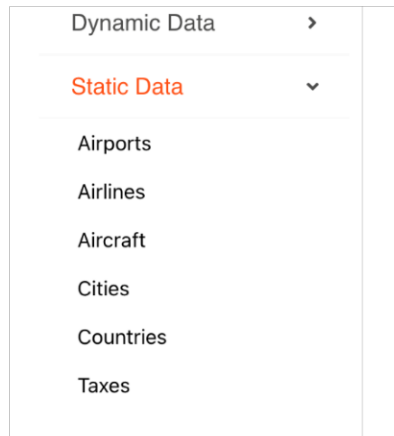 Dynamic Data
Static Data
Airports
Airlines
Aircraft
Cities
Countries
Taxes